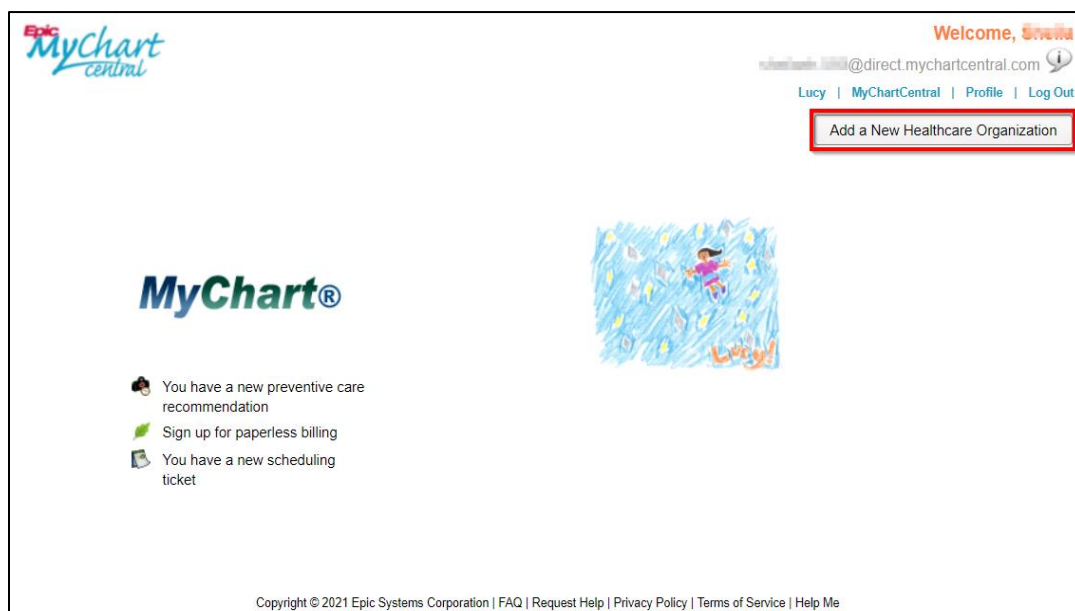 Epic
MyChart
central
Welcome,
@direct.mychartcentral.com
Lucy | MyChartCentral | Profile | Log Out
Add a New Healthcare Organization
MyChart®
Lucy!
You have a new preventive care
recommendation
Sign up for paperless billing
You have a new scheduling
ticket
Copyright © 2021 Epic Systems Corporation | FAQ | Request Help | Privacy Policy | Terms of Service | Help Me